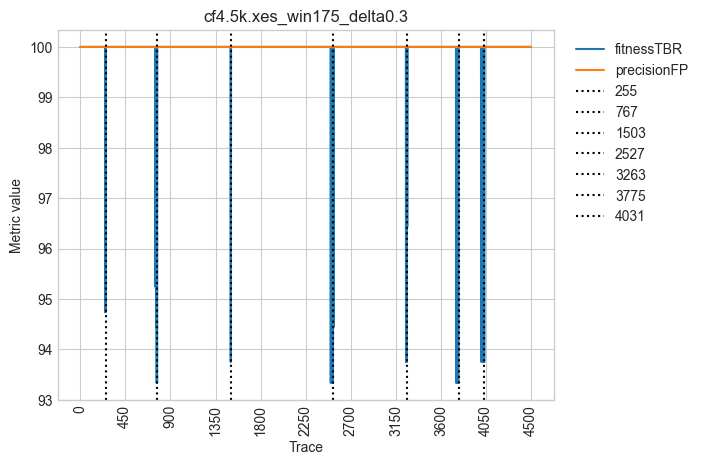 cf4.5k.xes_win175_delta0.3
fitnessTBR
precisionFP
255
767
1503
2527
3263
3775
4031
Metric value
100
99
98
97
96
95
94
93
0 450 900 1350 1800 2250 2700 3150 3600 4050 4500
Trace